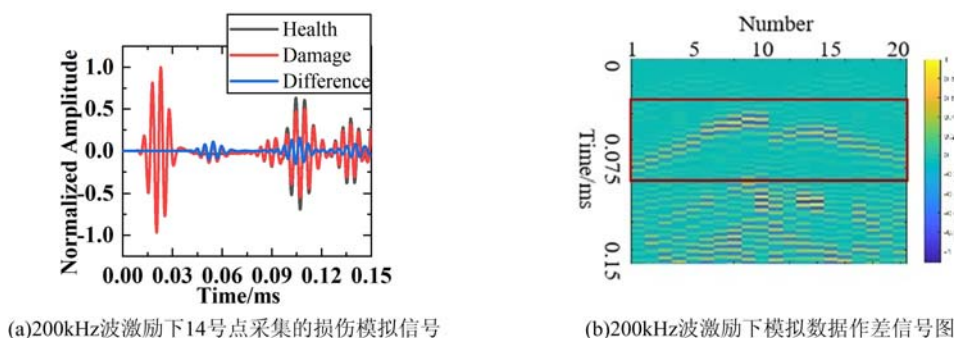 Health
Damage
Difference
1.0
0.5
0.0
-0.5
-1.0
Normalized Amplitude
0.00 0.03 0.06 0.09 0.12 0.15
Time/ms
(a)200kHz波激励下14号点采集的损伤模拟信号
Number
1 5 10 15 20
0
0.075
0.15
Time/ms
(b)200kHz波激励下模拟数据作差信号图